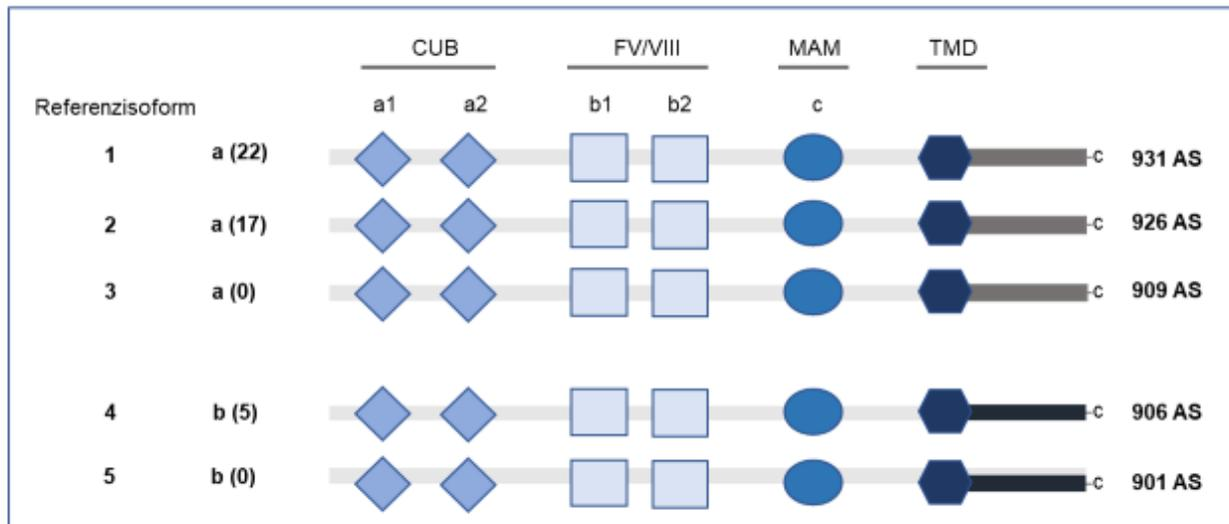 CUB FV/VIII MAM TMD
Referenzisoform a1 a2 b1 b2 c
1 a (22) -c 931 AS
2 a (17) -c 926 AS
3 a (0) -c 909 AS
4 b (5) -c 906 AS
5 b (0) -c 901 AS